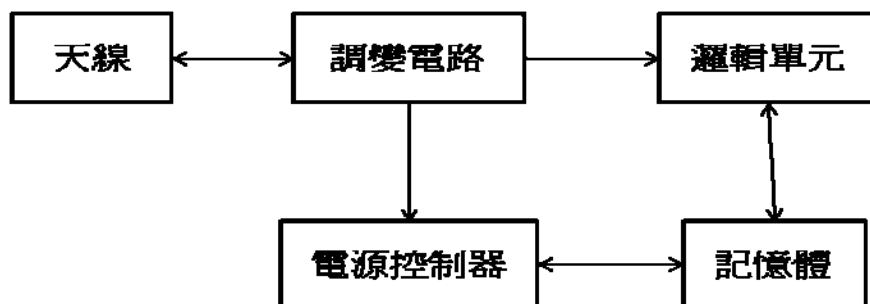 天線
調變電路
邏輯單元
電源控制器
記憶體